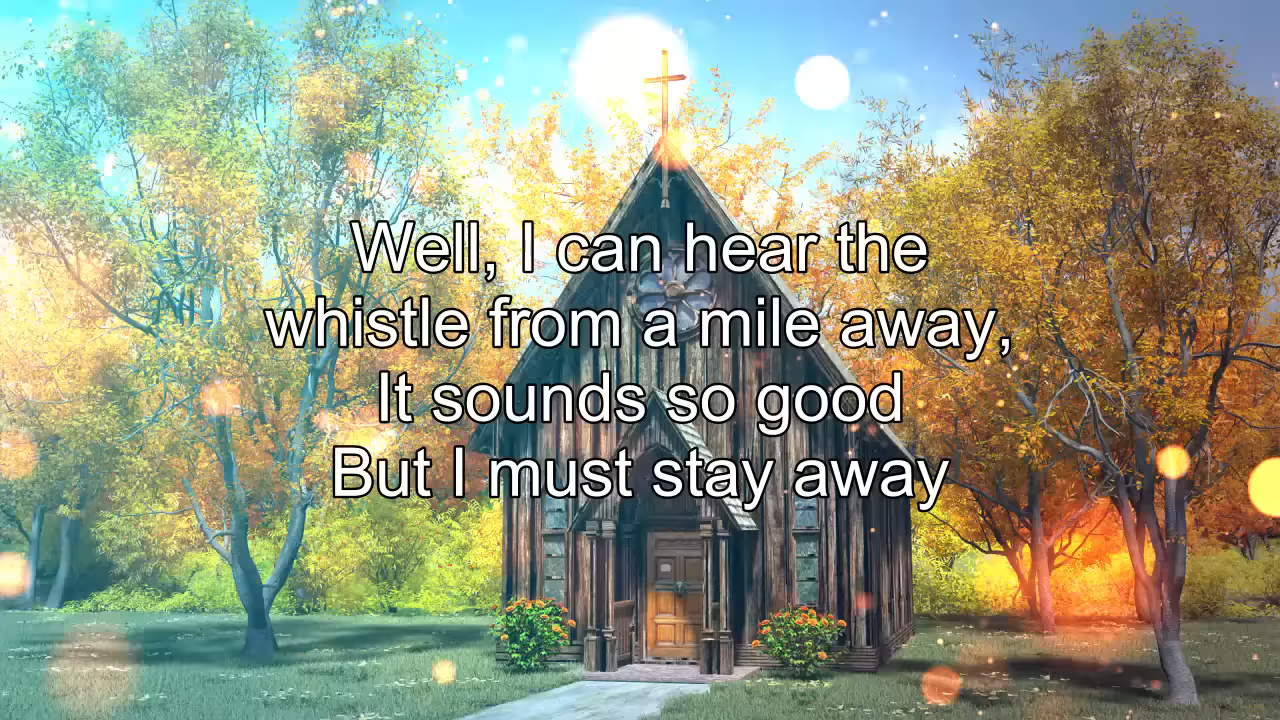 Well, I can hear the
whistle from a mile away,
It sounds so good
But I must stay away